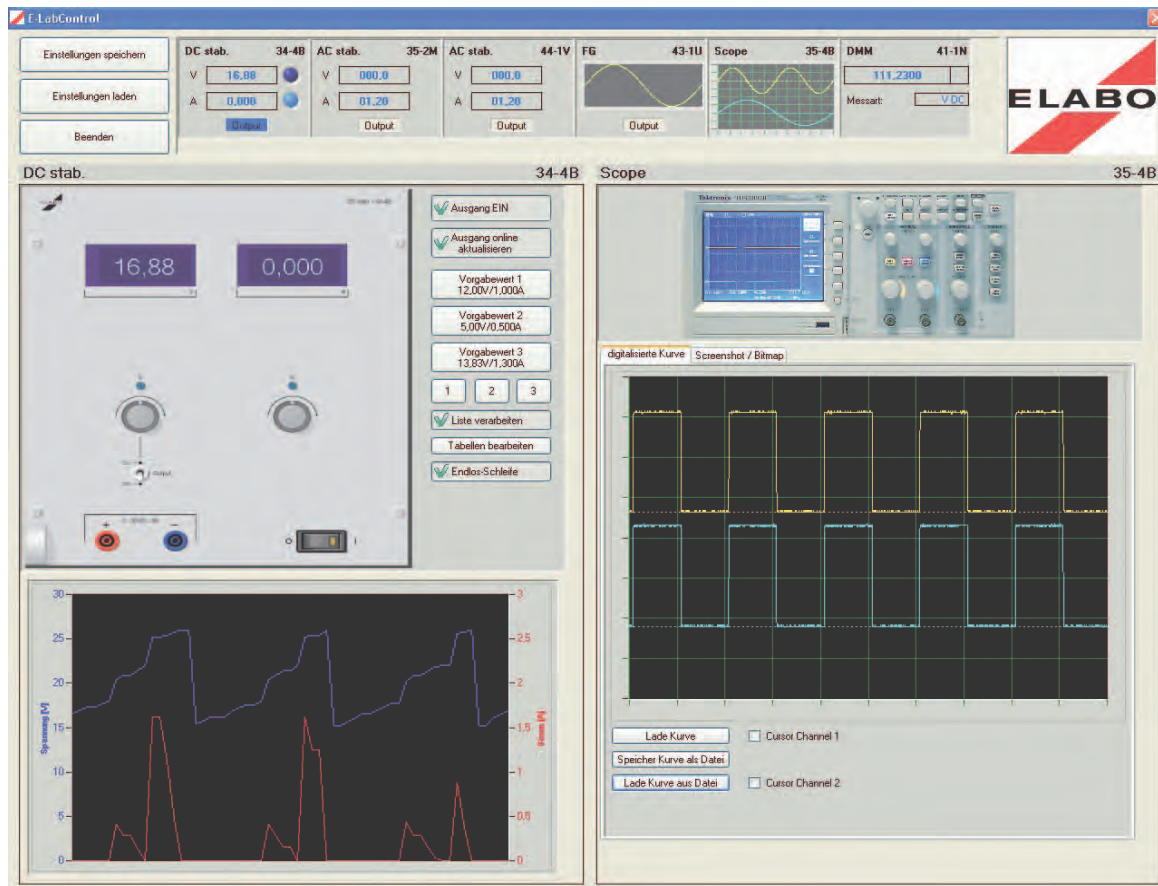 E-LabControl
Einstellungen speichern
Einstellungen laden
Beenden
DC stab. 34-4B
V 16,88
A 0,000
Output
AC stab. 35-2M
V 000,0
A 01,20
Output
AC stab. 44-1V
V 000,0
A 01,20
Output
FG 43-1U
Output
Scope 35-4B
DMM 41-1N
111,2300
Messart: V DC
ELABO
DC stab. 34-4B
16,88 0,000
+ -
0 I
Ausgang EIN
Ausgang online
aktualisieren
Vorgabewert 1
12,00V/1,000A
Vorgabewert 2
5,00V/0,500A
Vorgabewert 3
13,83V/1,300A
1 2 3
Liste verarbeiten
Tabellen bearbeiten
Endlos-Schleife
Spannung [V]
30
25
20
15
10
5
0
3
2,5
2
1,5
1
0,5
0
Strom [A]
Scope 35-4B
Tektronix
digitalisierte Kurve
Screenshot / Bitmap
Lade Kurve
Cursor Channel 1
Speicher Kurve als Datei
Lade Kurve aus Datei
Cursor Channel 2